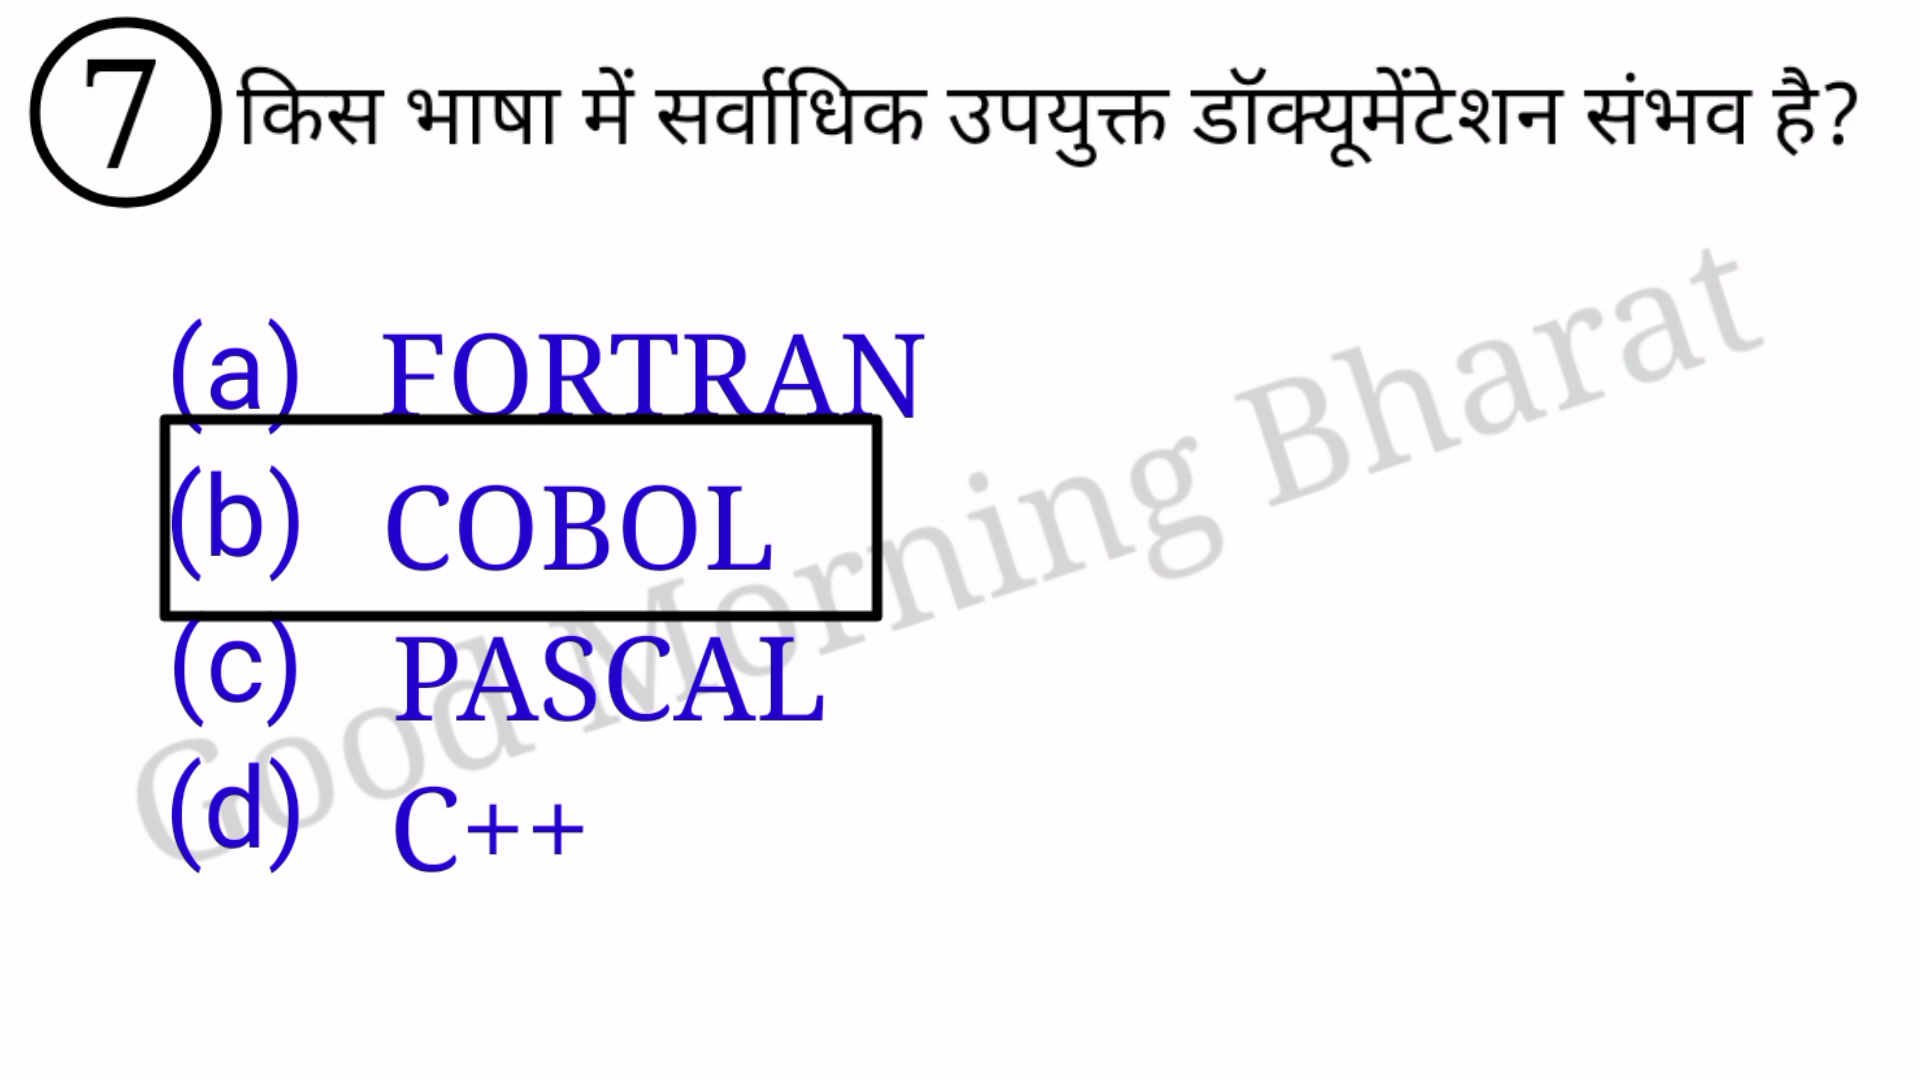 7 किस भाषा में सर्वाधिक उपयुक्त डॉक्यूमेंटेशन संभव है?
(a) FORTRAN
(b) COBOL
(c) PASCAL
(d) C++
Good Morning Bharat